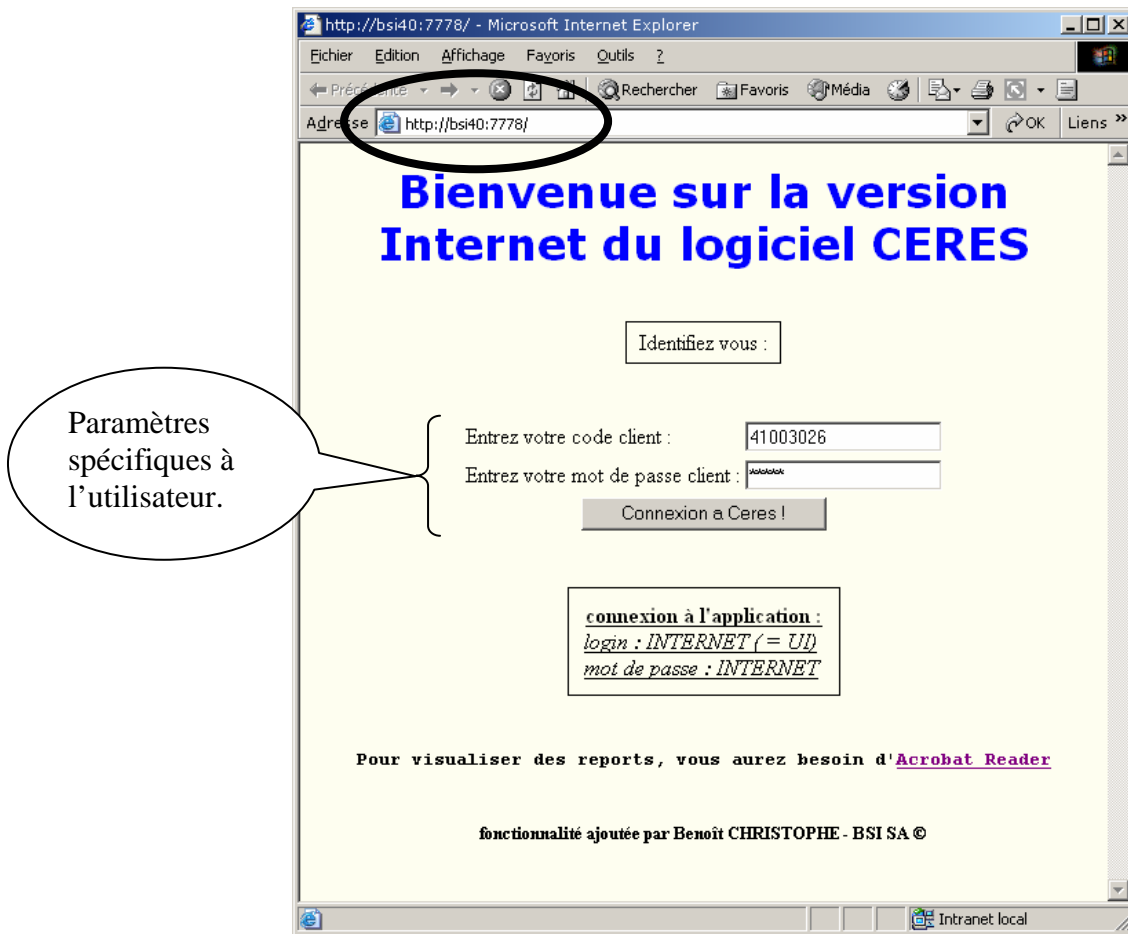 http://bsi40:7778/ - Microsoft Internet Explorer
Fichier Edition Affichage Favoris Outils ?
Précédente Rechercher Favoris Média
Adresse http://bsi40:7778/ OK Liens »
Bienvenue sur la version
Internet du logiciel CERES
Identifiez vous :
Paramètres
spécifiques à
l’utilisateur.
Entrez votre code client : 41003026
Entrez votre mot de passe client : ******
Connexion a Ceres !
connexion à l'application :
login : INTERNET ( = UI)
mot de passe : INTERNET
Pour visualiser des reports, vous aurez besoin d'Acrobat Reader
fonctionnalité ajoutée par Benoît CHRISTOPHE - BSI SA ©
Intranet local